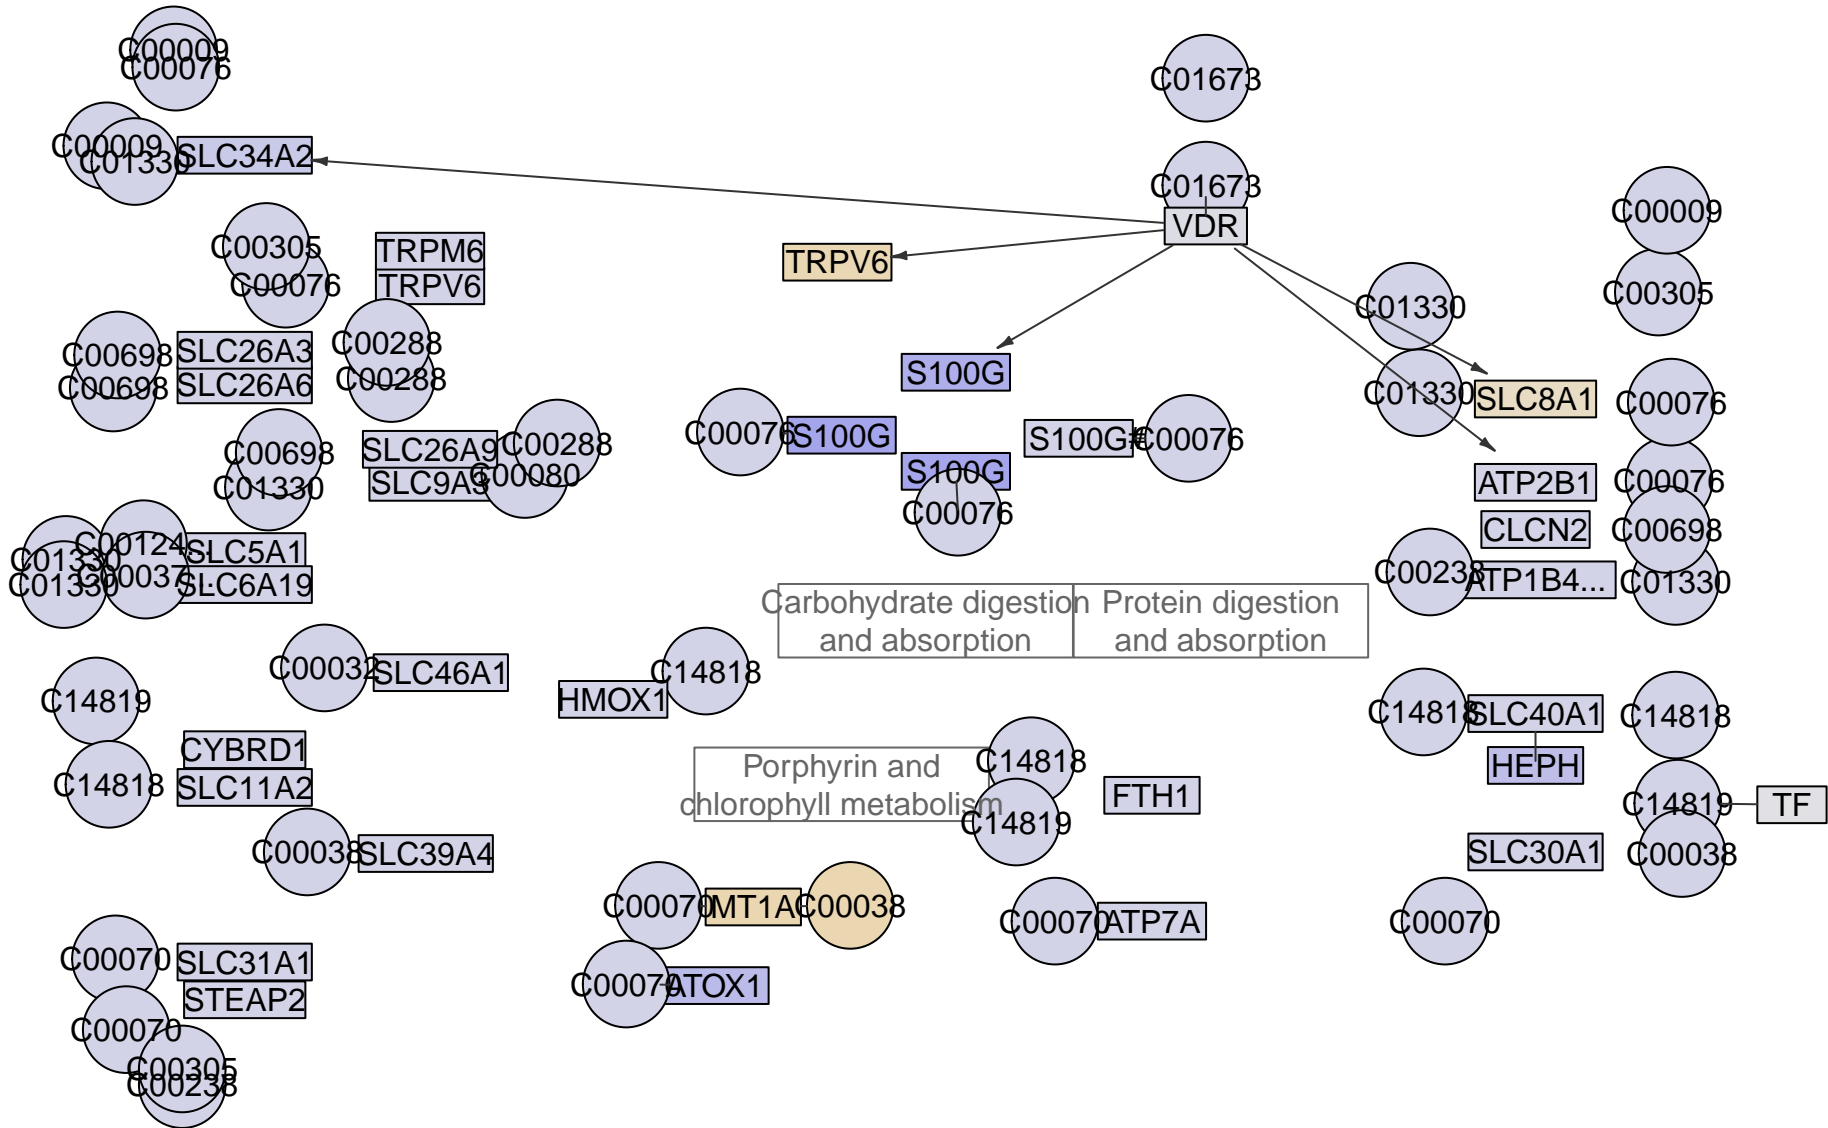 C00009
C00076
C01673
C00009
C01330
SLC34A2
C01673
VDR
C00009
C00305
TRPM6
TRPV6
C00076
TRPV6
C01330
C00305
C00698
SLC26A3
C00288
S100G
C00698
SLC26A6
C00288
C01330
SLC8A1
C00076
C00698
SLC26A9
C00288
C00076
S100G
S100G#
C00076
C01330
SLC9A3
C00080
S100G
C00076
ATP2B1
C00076
CLCN2
C00698
C01330
C00124...
SLC5A1
C01330
C00037...
SLC6A19
C00238
ATP1B4...
C01330
Carbohydrate digestion
and absorption
Protein digestion
and absorption
C00032
SLC46A1
C14818
HMOX1
C14819
C14818
SLC40A1
C14818
CYBRD1
C14818
SLC11A2
Porphyrin and
chlorophyll metabolism
C14818
C14819
FTH1
HEPH
C14819
TF
C00038
SLC39A4
SLC30A1
C00038
C00070
MT1A
C00038
C00070
ATP7A
C00070
C00070
SLC31A1
STEAP2
C00070
ATOX1
C00070
C00305
C00238